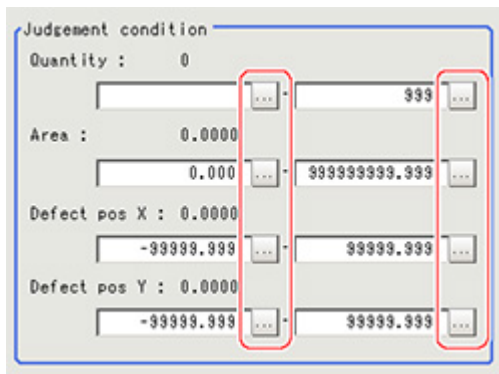 Judgement condition
Quantity : 0
... - 999 ...
Area : 0.0000
0.000 ... - 999999999.999 ...
Defect pos X : 0.0000
-99999.999 ... - 99999.999 ...
Defect pos Y : 0.0000
-99999.999 ... - 99999.999 ...